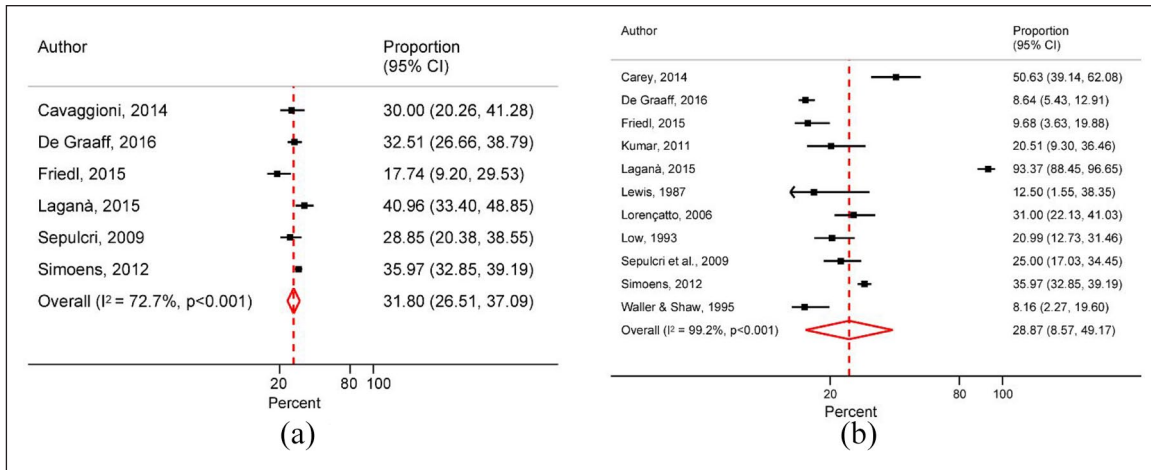 Author Proportion
(95% CI)
Cavaggioni, 2014 30.00 (20.26, 41.28)
De Graaff, 2016 32.51 (26.66, 38.79)
Friedl, 2015 17.74 (9.20, 29.53)
Laganà, 2015 40.96 (33.40, 48.85)
Sepulcri, 2009 28.85 (20.38, 38.55)
Simoens, 2012 35.97 (32.85, 39.19)
Overall (I² = 72.7%, p<0.001) 31.80 (26.51, 37.09)
20 80 100
Percent
(a)
Author Proportion
(95% CI)
Carey, 2014 50.63 (39.14, 62.08)
De Graaff, 2016 8.64 (5.43, 12.91)
Friedl, 2015 9.68 (3.63, 19.88)
Kumar, 2011 20.51 (9.30, 36.46)
Laganà, 2015 93.37 (88.45, 96.65)
Lewis, 1987 12.50 (1.55, 38.35)
Lorençatto, 2006 31.00 (22.13, 41.03)
Low, 1993 20.99 (12.73, 31.46)
Sepulcri et al., 2009 25.00 (17.03, 34.45)
Simoens, 2012 35.97 (32.85, 39.19)
Waller & Shaw, 1995 8.16 (2.27, 19.60)
Overall (I² = 99.2%, p<0.001) 28.87 (8.57, 49.17)
20 80 100
Percent
(b)